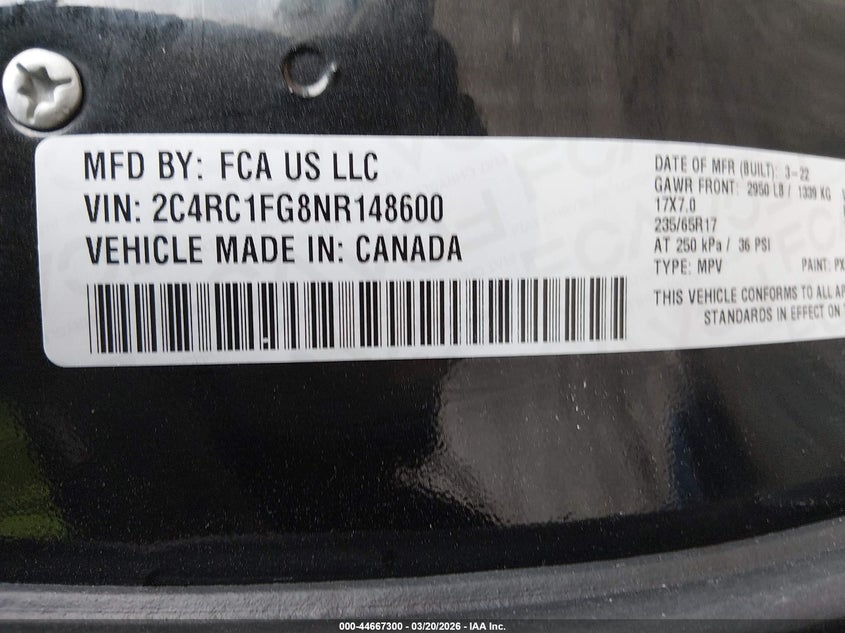 MFD BY: FCA US LLC
VIN: 2C4RC1FG8NR148600
VEHICLE MADE IN: CANADA
DATE OF MFR (BUILT): 3-22
GAWR FRONT: 2950 LB / 1339 KG
17X7.0
235/65R17
AT 250 kPa / 36 PSI
TYPE: MPV PAINT: PX
THIS VEHICLE CONFORMS TO ALL AP
STANDARDS IN EFFECT ON
000-44667300 — 03/20/2026 — IAA Inc.